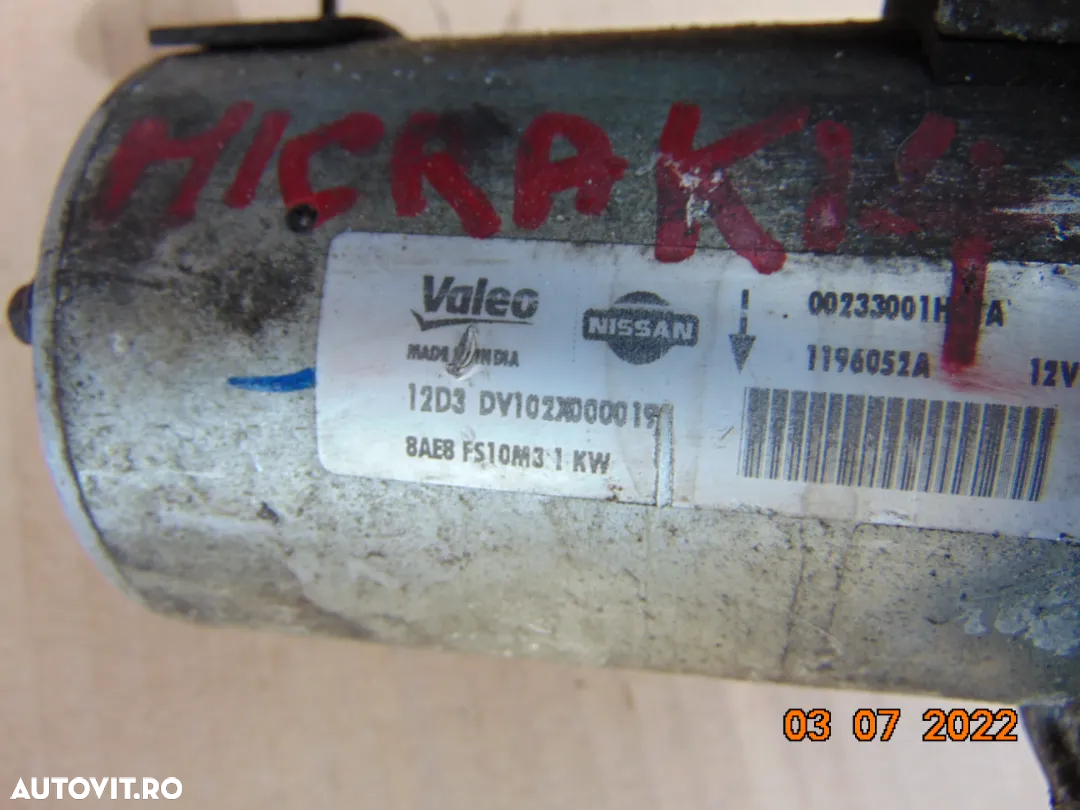 MICRA K14
Valeo
MADE IN INDIA
12D3 DV102X000019
8AE8 FS10M3 1 KW
NISSAN
1196052A
12V
03 07 2022
AUTOVIT.RO